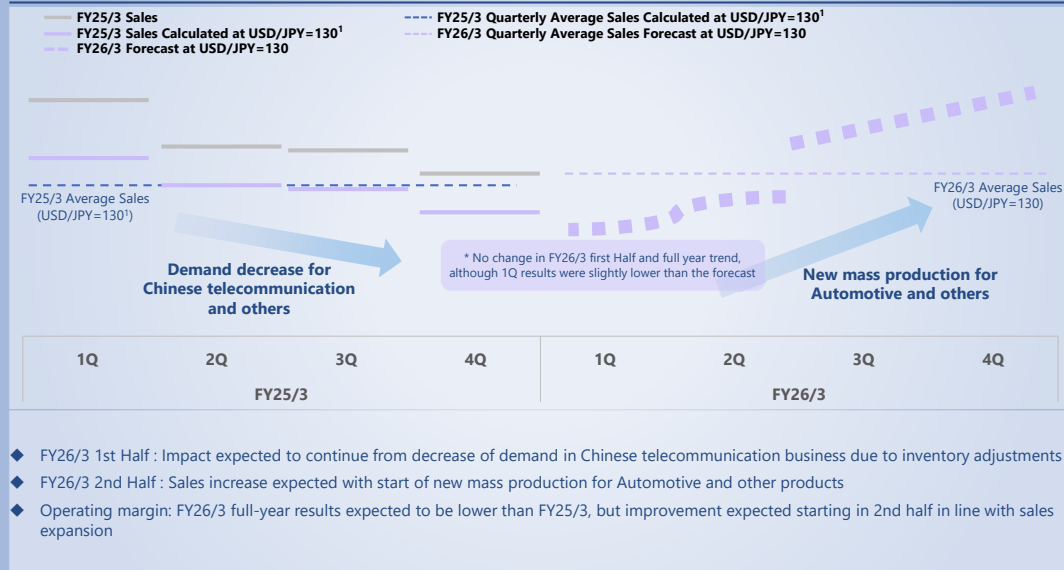 FY25/3 Sales
FY25/3 Quarterly Average Sales Calculated at USD/JPY=130¹
FY25/3 Sales Calculated at USD/JPY=130¹
FY26/3 Quarterly Average Sales Forecast at USD/JPY=130
FY26/3 Forecast at USD/JPY=130
FY25/3 Average Sales
(USD/JPY=130¹)
FY26/3 Average Sales
(USD/JPY=130)
Demand decrease for
Chinese telecommunication
and others
* No change in FY26/3 first Half and full year trend,
although 1Q results were slightly lower than the forecast
New mass production for
Automotive and others
1Q 2Q 3Q 4Q 1Q 2Q 3Q 4Q
FY25/3 FY26/3
◆ FY26/3 1st Half : Impact expected to continue from decrease of demand in Chinese telecommunication business due to inventory adjustments
◆ FY26/3 2nd Half : Sales increase expected with start of new mass production for Automotive and other products
◆ Operating margin: FY26/3 full-year results expected to be lower than FY25/3, but improvement expected starting in 2nd half in line with sales
expansion